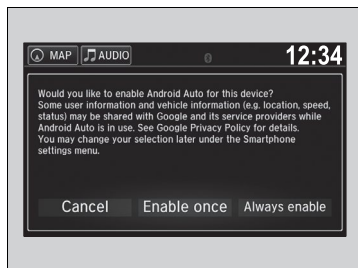 MAP AUDIO 12:34
Would you like to enable Android Auto for this device?
Some user information and vehicle information (e.g. location, speed,
status) may be shared with Google and its service providers while
Android Auto is in use. See Google Privacy Policy for details.
You may change your selection later under the Smartphone
settings menu.
Cancel Enable once Always enable